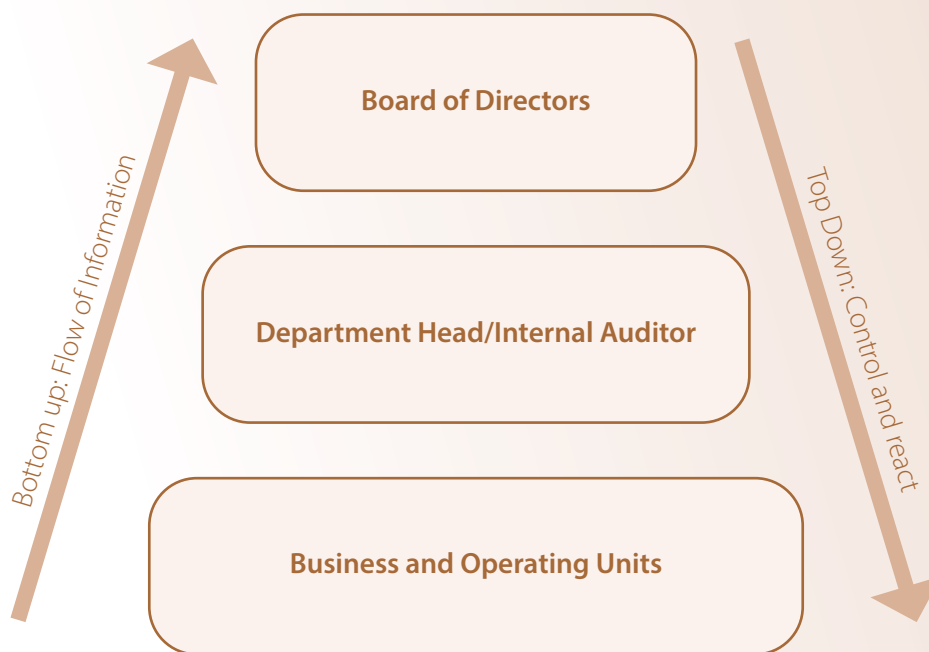 Board of Directors
Bottom up: Flow of Information
Top Down: Control and react
Department Head/Internal Auditor
Business and Operating Units